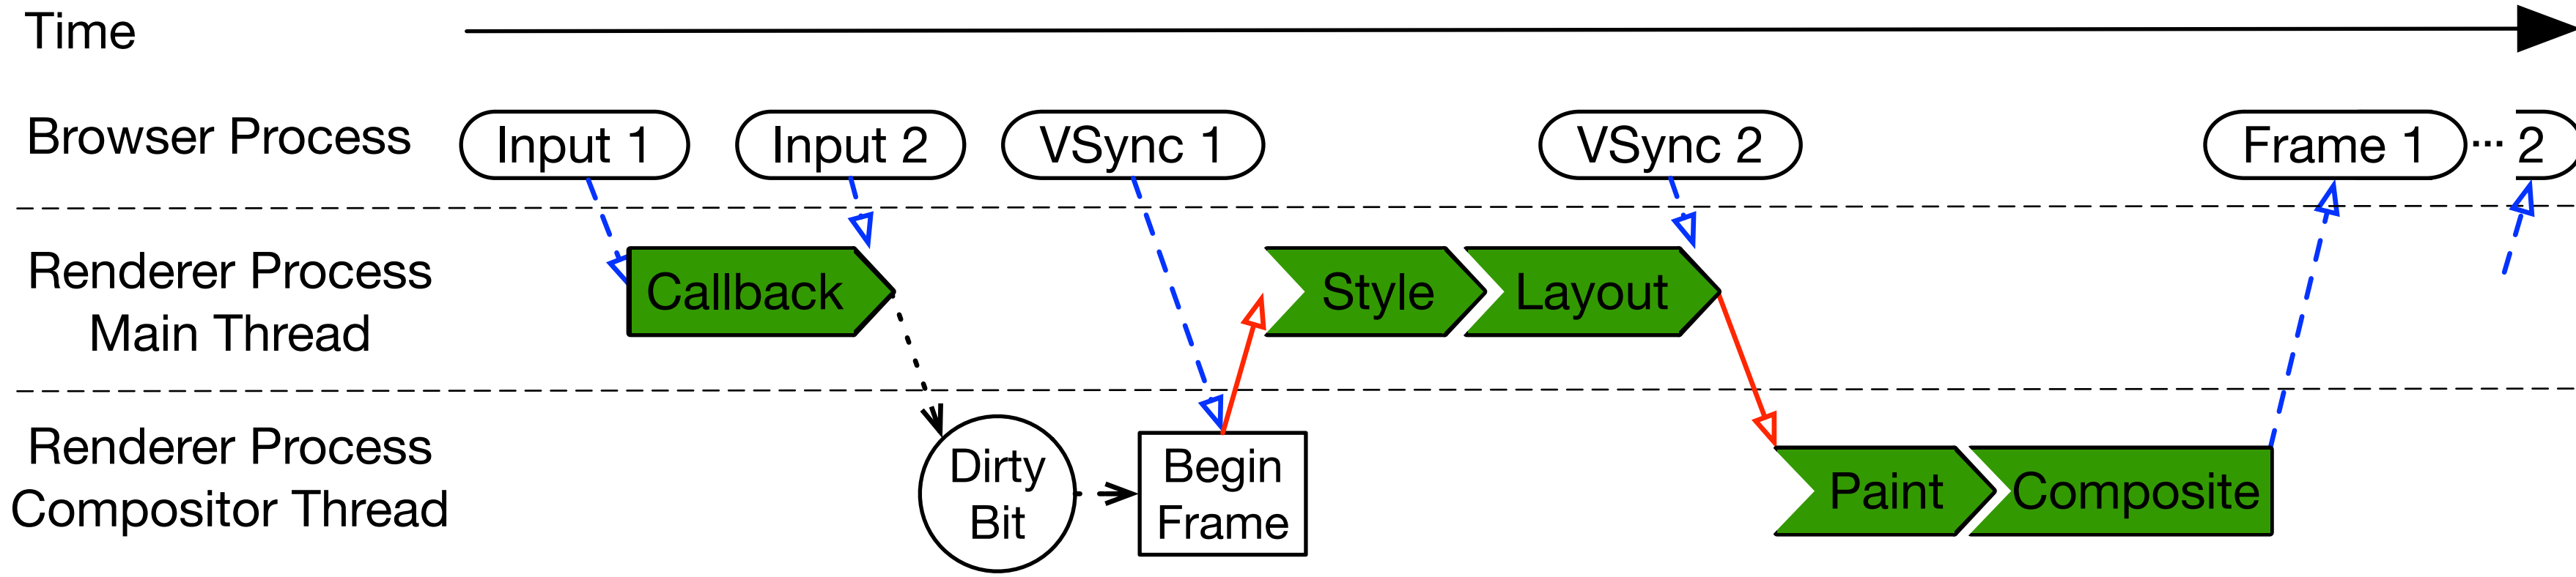 Time
Browser Process
Input 1
Input 2
VSync 1
VSync 2
Frame 1
... 2
Renderer Process
Main Thread
Callback
Style
Layout
Renderer Process
Compositor Thread
Dirty
Bit
Begin
Frame
Paint
Composite